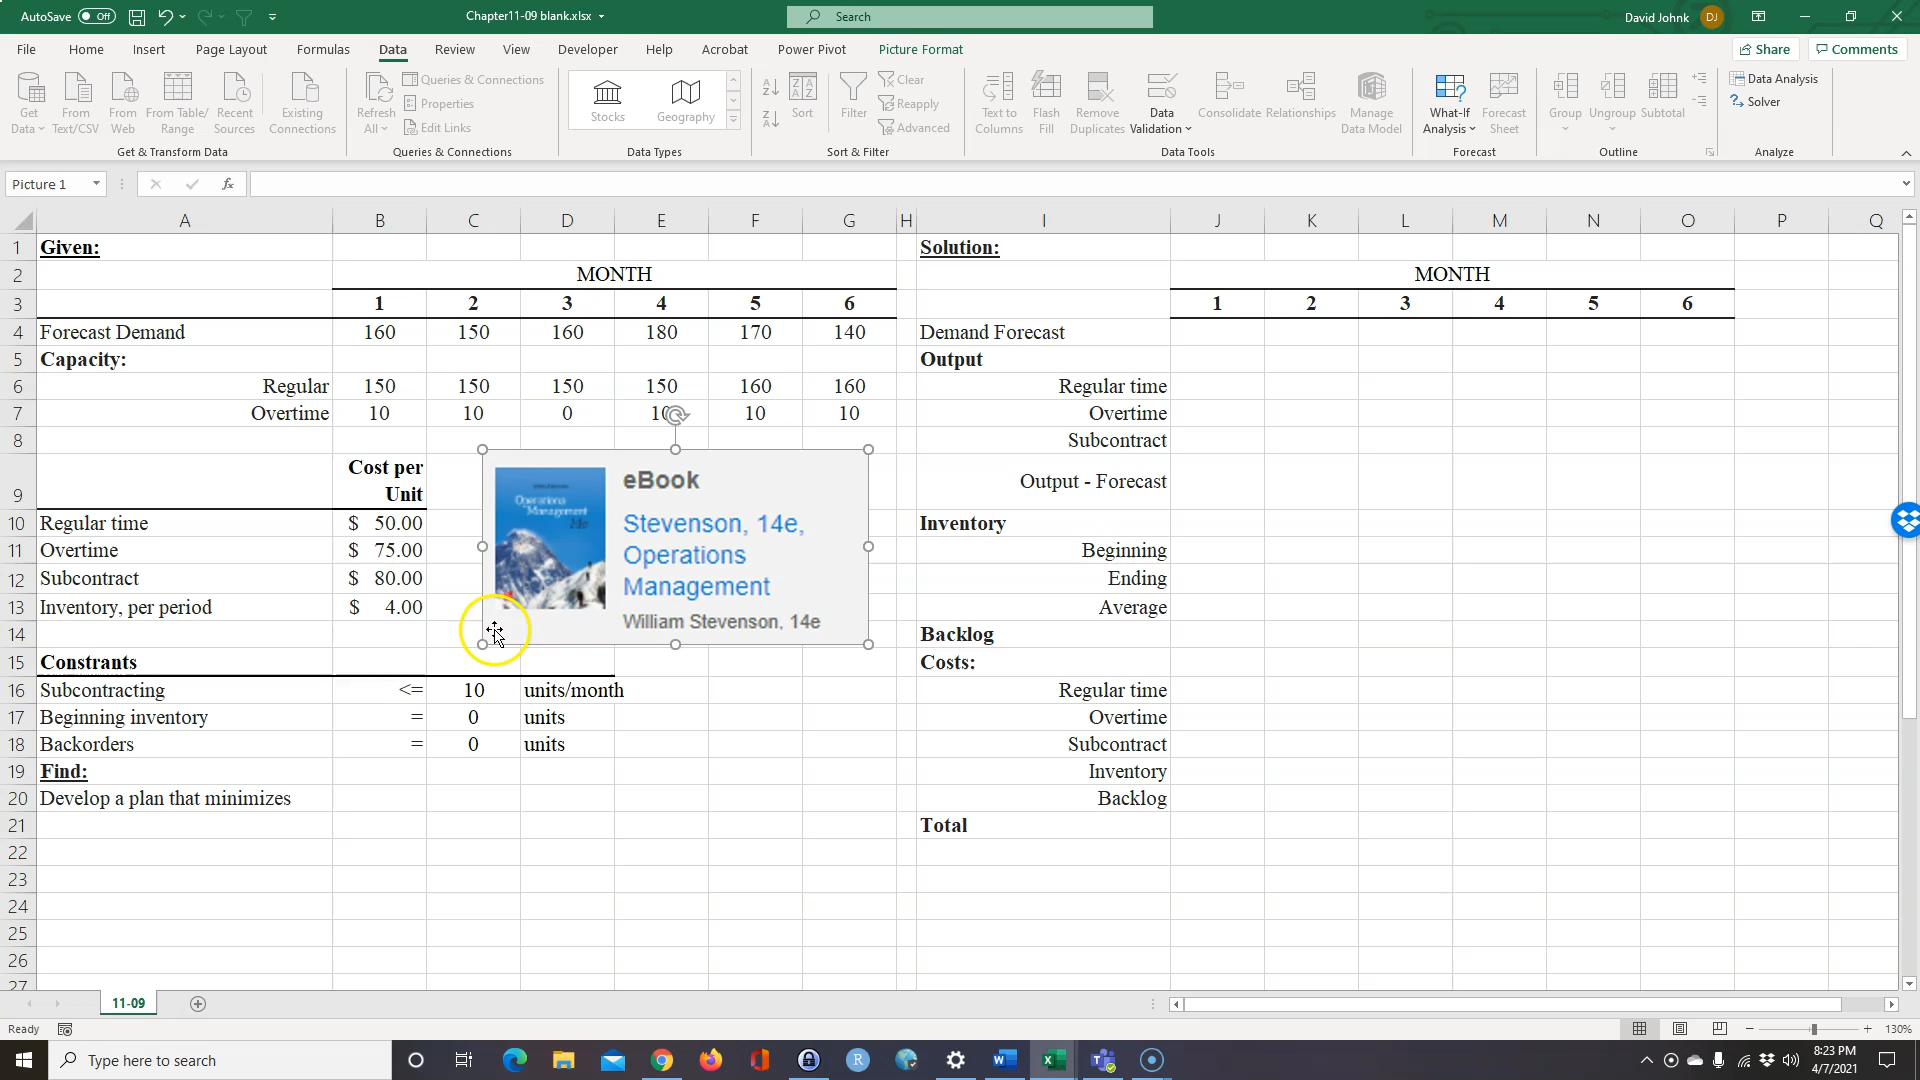 AutoSave Off Chapter11-09 blank.xlsx Search David Johnk DJ
File Home Insert Page Layout Formulas Data Review View Developer Help Acrobat Power Pivot Picture Format Share Comments
Get Data From Text/CSV From Web From Table/ Range Recent Sources Existing Connections
Get & Transform Data
Refresh All Queries & Connections Properties Edit Links
Queries & Connections
Stocks Geography
Data Types
Sort Filter Clear Reapply Advanced
Sort & Filter
Text to Columns Flash Fill Remove Duplicates Data Validation Consolidate Relationships Manage Data Model
Data Tools
What-If Analysis Forecast Sheet
Forecast
Group Ungroup Subtotal
Outline
Data Analysis Solver
Analyze
Picture 1 fx
A B C D E F G H I J K L M N O P Q
1 Given: Solution:
2 MONTH MONTH
3 1 2 3 4 5 6 1 2 3 4 5 6
4 Forecast Demand 160 150 160 180 170 140 Demand Forecast
5 Capacity: Output
6 Regular 150 150 150 150 160 160 Regular time
7 Overtime 10 10 0 10 10 10 Overtime
8 Subcontract
9 Cost per Unit Output - Forecast
10 Regular time $ 50.00 Inventory
11 Overtime $ 75.00 Beginning
12 Subcontract $ 80.00 Ending
13 Inventory, per period $ 4.00 Average
14 Backlog
15 Constrants Costs:
16 Subcontracting <= 10 units/month Regular time
17 Beginning inventory = 0 units Overtime
18 Backorders = 0 units Subcontract
19 Find: Inventory
20 Develop a plan that minimizes Backlog
21 Total
22
23
24
25
26
27
Operations
Management
eBook
Stevenson, 14e,
Operations
Management
William Stevenson, 14e
11-09
Ready 130%
Type here to search
8:23 PM
4/7/2021